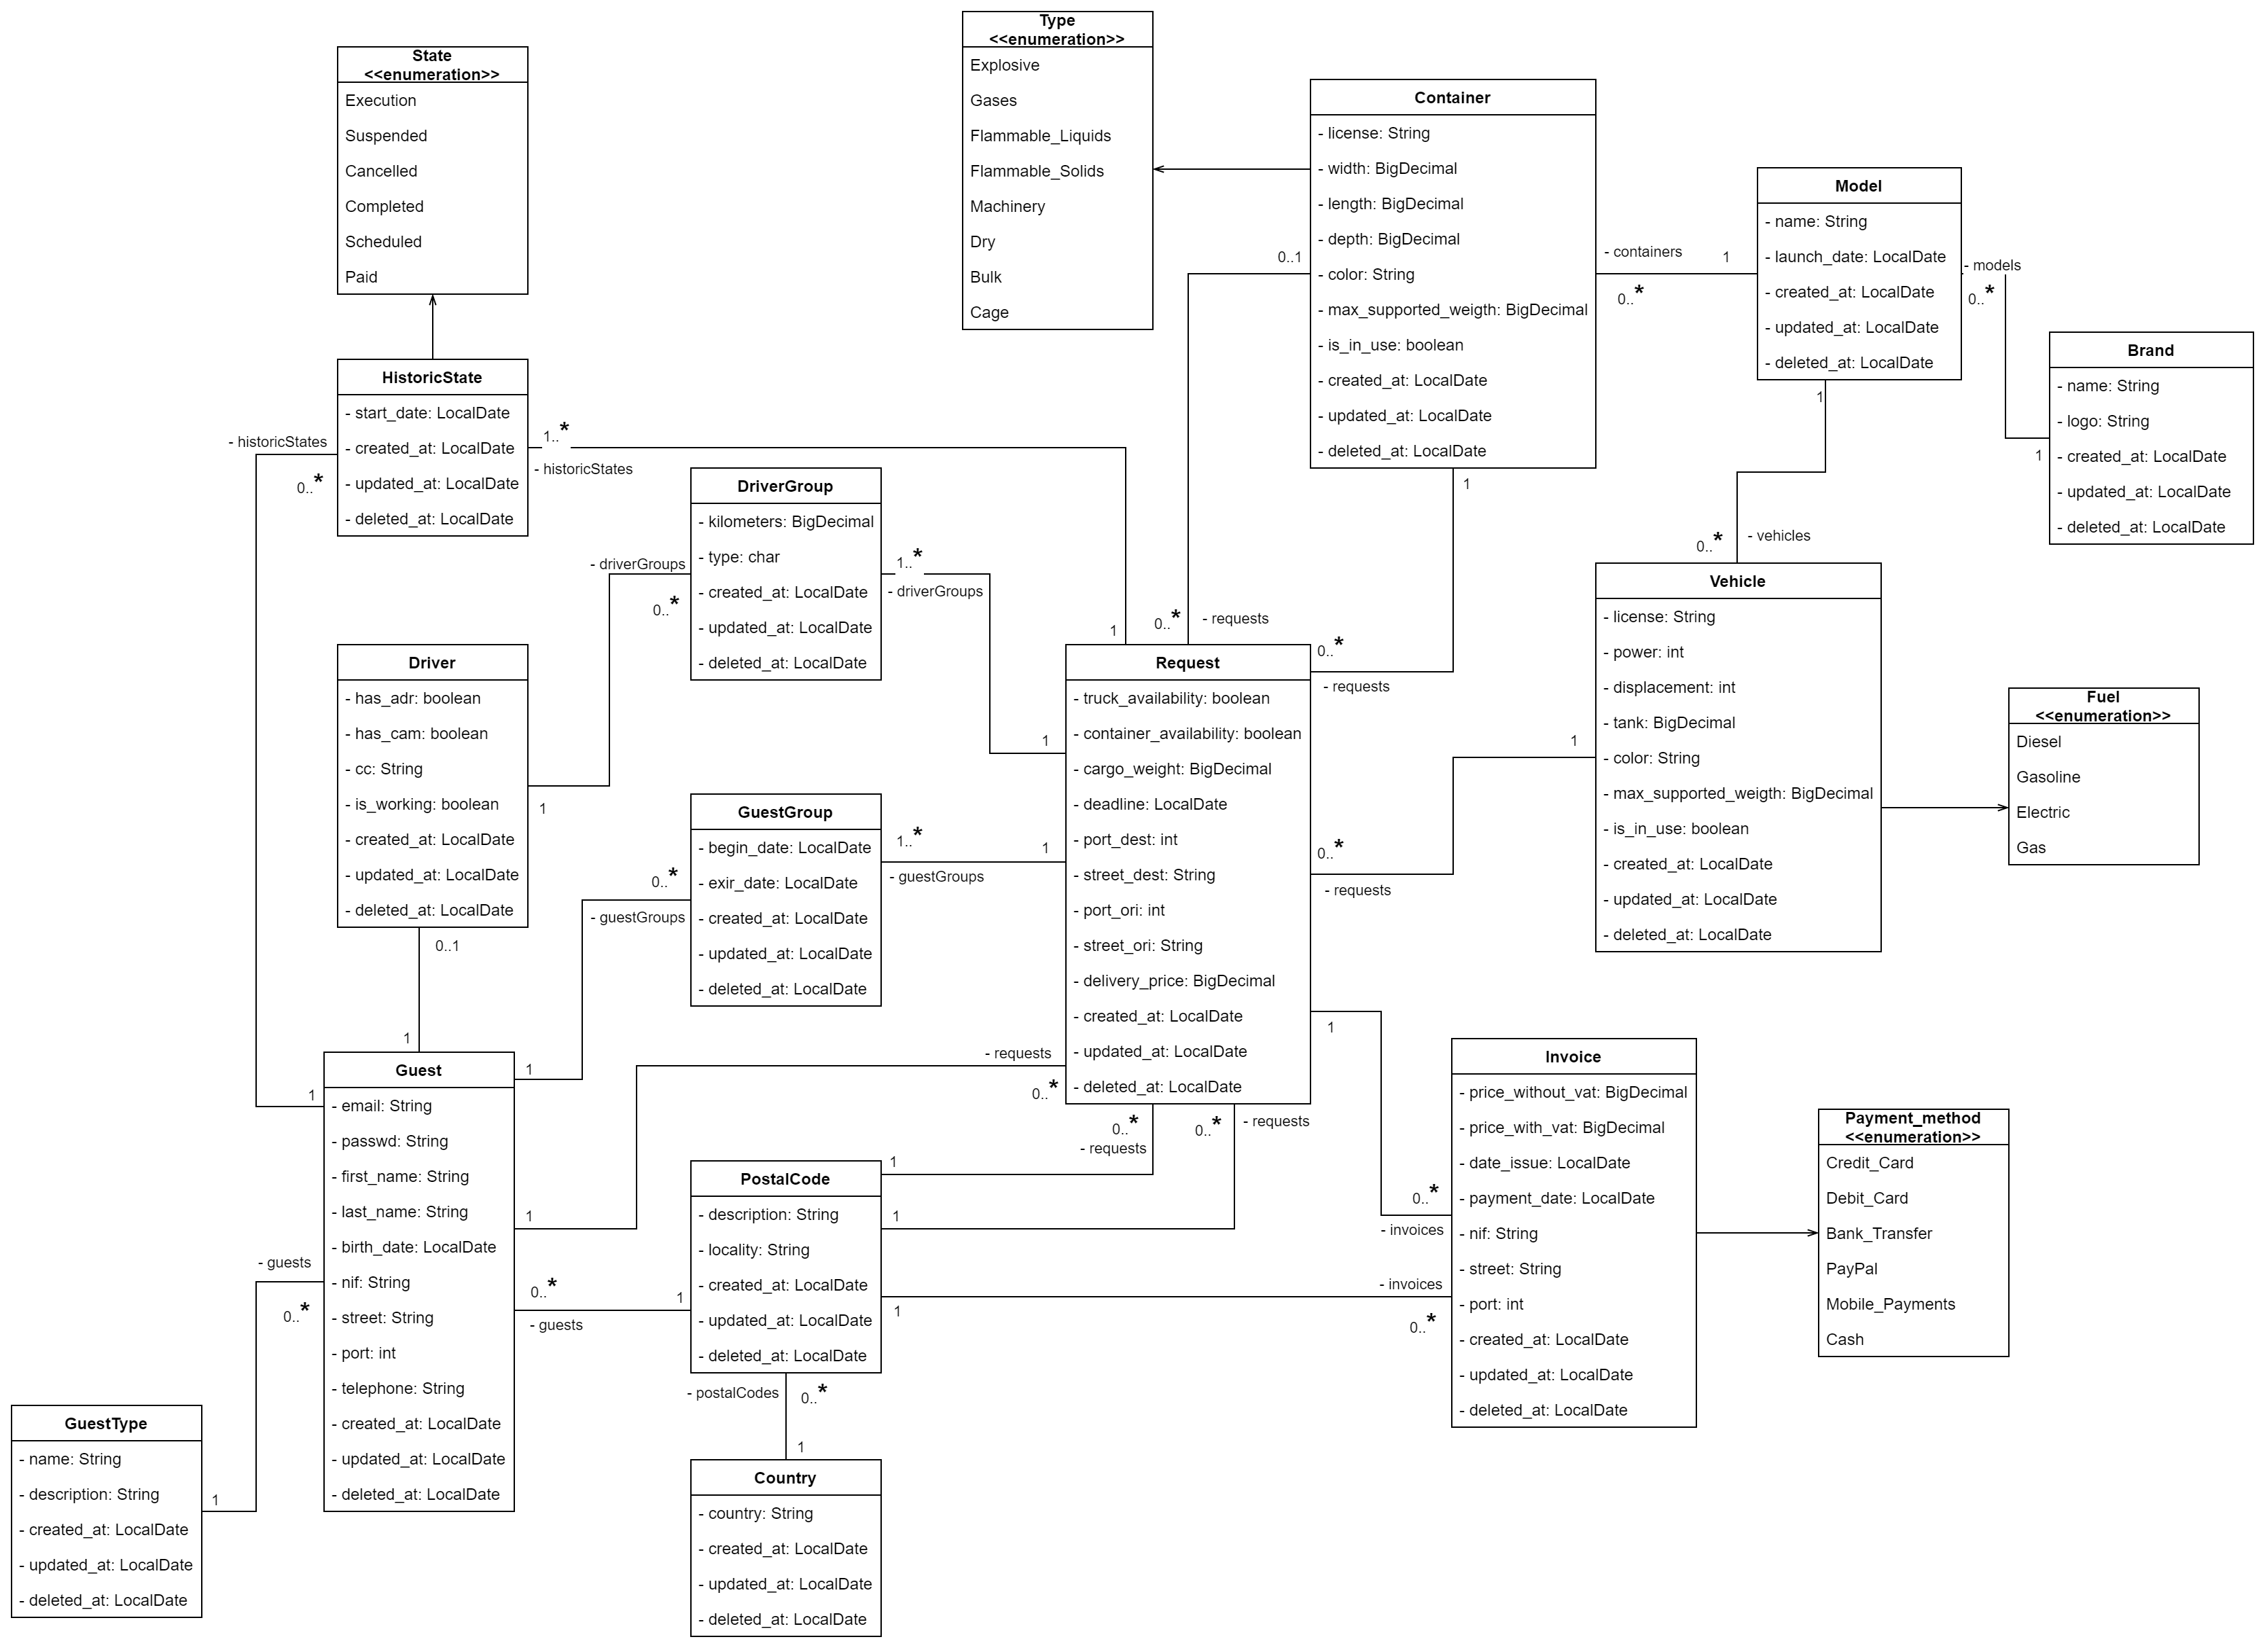 State
<<enumeration>>
Execution
Suspended
Cancelled
Completed
Scheduled
Paid
Type
<<enumeration>>
Explosive
Gases
Flammable_Liquids
Flammable_Solids
Machinery
Dry
Bulk
Cage
Container
- license: String
- width: BigDecimal
- length: BigDecimal
- depth: BigDecimal
- color: String
- max_supported_weigth: BigDecimal
- is_in_use: boolean
- created_at: LocalDate
- updated_at: LocalDate
- deleted_at: LocalDate
0..1
- containers
0..*
1
1
Model
- name: String
- launch_date: LocalDate
- created_at: LocalDate
- updated_at: LocalDate
- deleted_at: LocalDate
- models
0..*
1
1
Brand
- name: String
- logo: String
- created_at: LocalDate
- updated_at: LocalDate
- deleted_at: LocalDate
HistoricState
- start_date: LocalDate
- created_at: LocalDate
- updated_at: LocalDate
- deleted_at: LocalDate
- historicStates
0..*
1..*
- historicStates
DriverGroup
- kilometers: BigDecimal
- type: char
- created_at: LocalDate
- updated_at: LocalDate
- deleted_at: LocalDate
- driverGroups
0..*
1..*
- driverGroups
0..*
- vehicles
Vehicle
- license: String
- power: int
- displacement: int
- tank: BigDecimal
- color: String
- max_supported_weigth: BigDecimal
- is_in_use: boolean
- created_at: LocalDate
- updated_at: LocalDate
- deleted_at: LocalDate
1
Fuel
<<enumeration>>
Diesel
Gasoline
Electric
Gas
Driver
- has_adr: boolean
- has_cam: boolean
- cc: String
- is_working: boolean
- created_at: LocalDate
- updated_at: LocalDate
- deleted_at: LocalDate
1
0..1
GuestGroup
- begin_date: LocalDate
- exir_date: LocalDate
- created_at: LocalDate
- updated_at: LocalDate
- deleted_at: LocalDate
0..*
- guestGroups
1..*
- guestGroups
1
0..*
- requests
0..*
- requests
Request
- truck_availability: boolean
- container_availability: boolean
- cargo_weight: BigDecimal
- deadline: LocalDate
- port_dest: int
- street_dest: String
- port_ori: int
- street_ori: String
- delivery_price: BigDecimal
- created_at: LocalDate
- updated_at: LocalDate
- deleted_at: LocalDate
1
1
0..*
- requests
1
- requests
0..*
0..*
- requests
0..*
- requests
Guest
- email: String
- passwd: String
- first_name: String
- last_name: String
- birth_date: LocalDate
- nif: String
- street: String
- port: int
- telephone: String
- created_at: LocalDate
- updated_at: LocalDate
- deleted_at: LocalDate
1
1
1
1
- guests
0..*
0..*
- guests
PostalCode
- description: String
- locality: String
- created_at: LocalDate
- updated_at: LocalDate
- deleted_at: LocalDate
1
1
1
1
- postalCodes
0..*
Invoice
- price_without_vat: BigDecimal
- price_with_vat: BigDecimal
- date_issue: LocalDate
- payment_date: LocalDate
- nif: String
- street: String
- port: int
- created_at: LocalDate
- updated_at: LocalDate
- deleted_at: LocalDate
0..*
- invoices
- invoices
0..*
Payment_method
<<enumeration>>
Credit_Card
Debit_Card
Bank_Transfer
PayPal
Mobile_Payments
Cash
GuestType
- name: String
- description: String
- created_at: LocalDate
- updated_at: LocalDate
- deleted_at: LocalDate
1
1
Country
- country: String
- created_at: LocalDate
- updated_at: LocalDate
- deleted_at: LocalDate